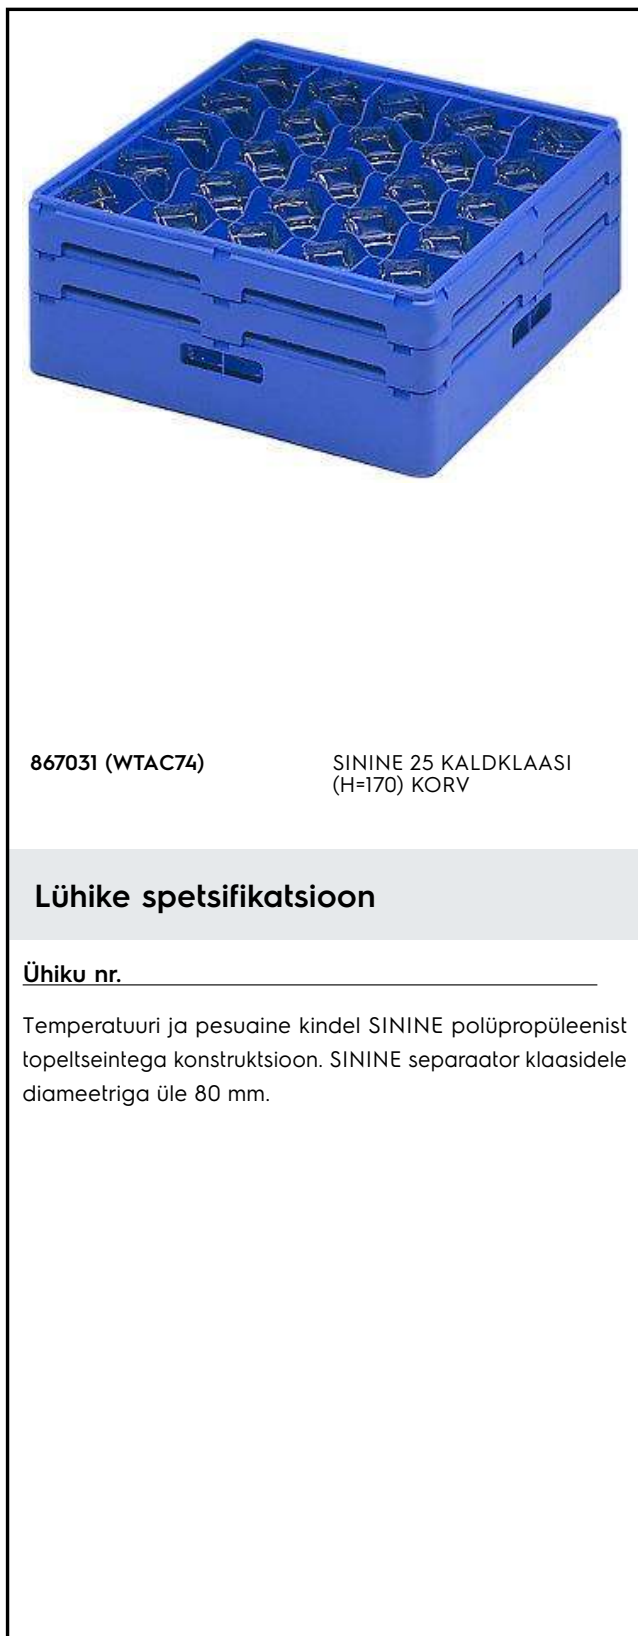 867031 (WTAC74)
SININE 25 KALDKLAASI
(H=170) KORV
Lühike spetsifikatsioon
Ühiku nr.
Temperatuuri ja pesuaine kindel SININE polüpropüleenist
topeltseintega konstruktsioon. SININE separaator klaasidele
diameetriga üle 80 mm.